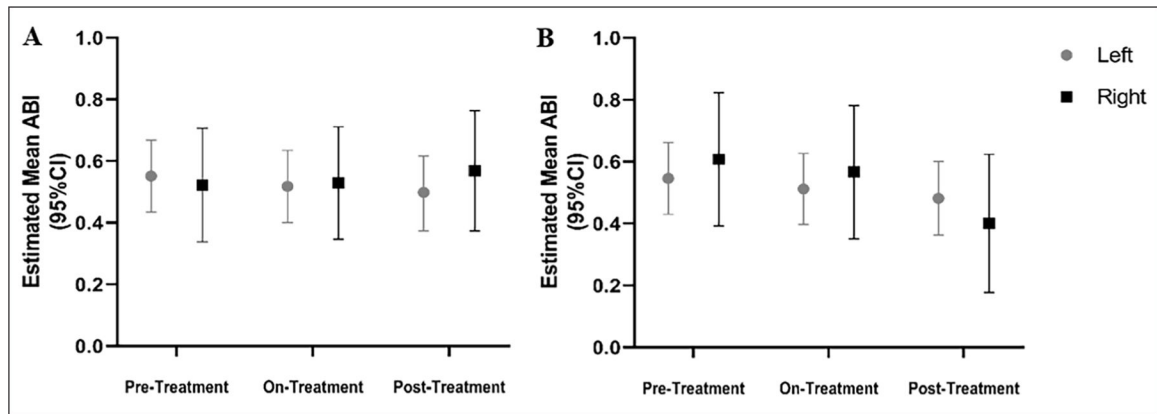 A
Estimated Mean ABI
(95%CI)
1.0
0.8
0.6
0.4
0.2
0.0
Pre-Treatment
On-Treatment
Post-Treatment
B
Estimated Mean ABI
(95%CI)
1.0
0.8
0.6
0.4
0.2
0.0
Pre-Treatment
On-Treatment
Post-Treatment
Left
Right